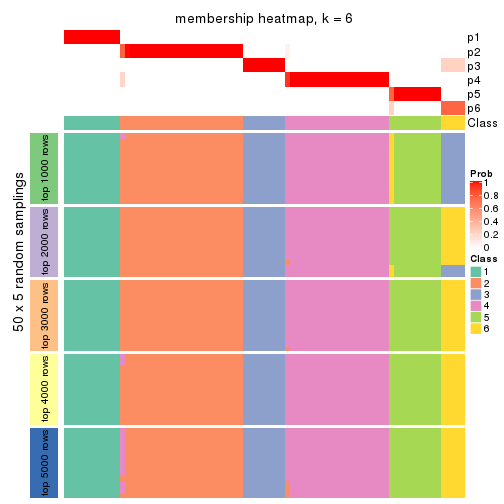 membership heatmap, k = 6
p1
p2
p3
p4
p5
p6
Class
50 x 5 random samplings
top 1000 rows
top 2000 rows
top 3000 rows
top 4000 rows
top 5000 rows
Prob
1
0.8
0.6
0.4
0.2
0
Class
1
2
3
4
5
6